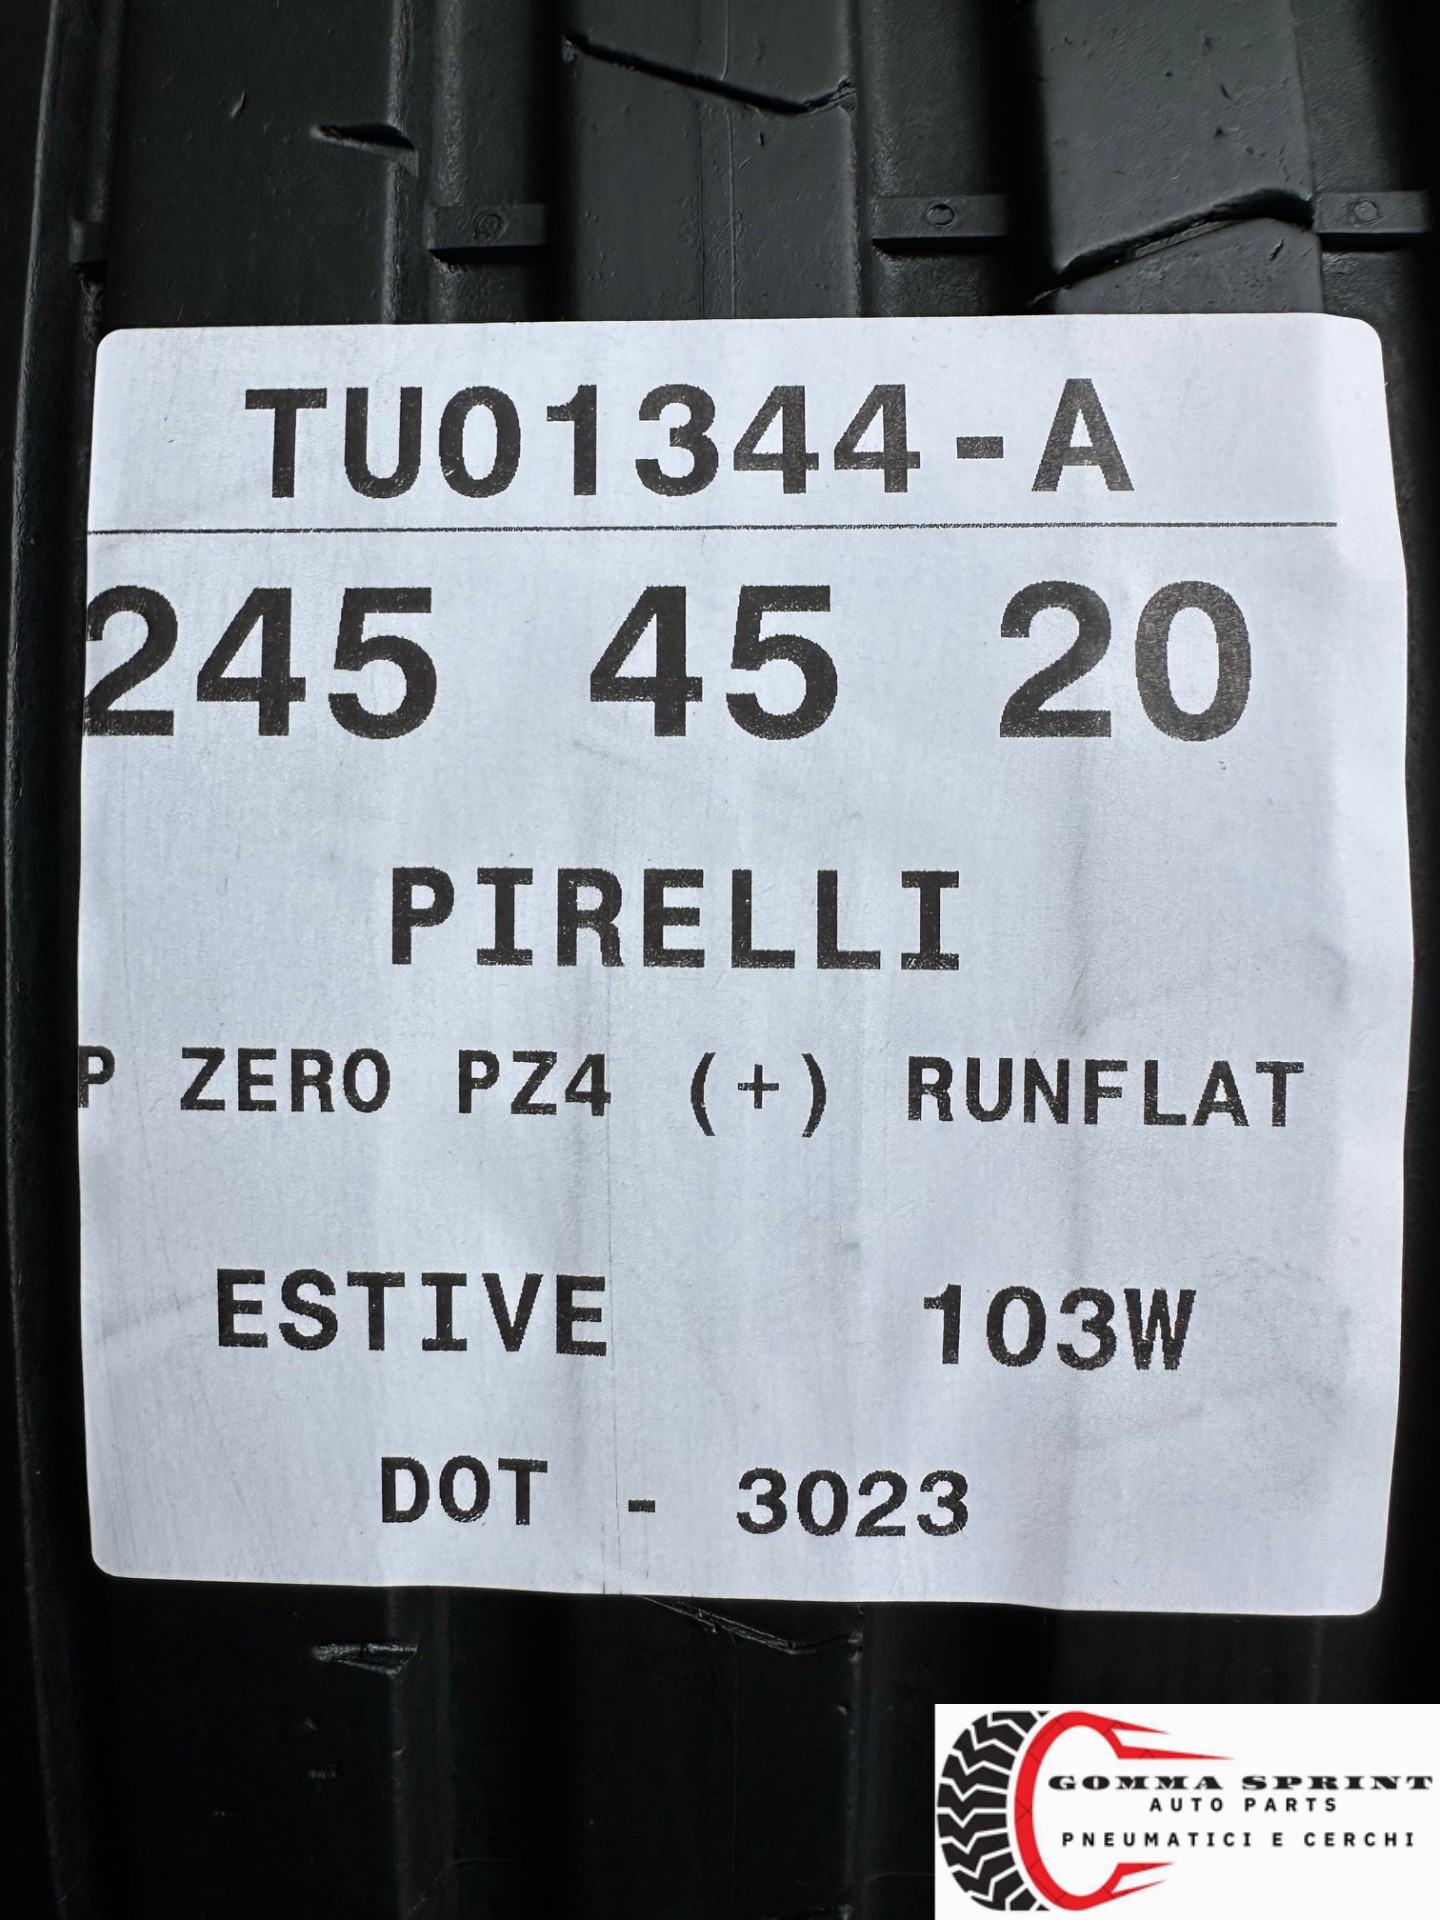 TU01344-A
245 45 20
PIRELLI
P ZERO PZ4 (+) RUNFLAT
ESTIVE 103W
DOT - 3023
GOMMA SPRINT
AUTO PARTS
PNEUMATICI E CERCHI